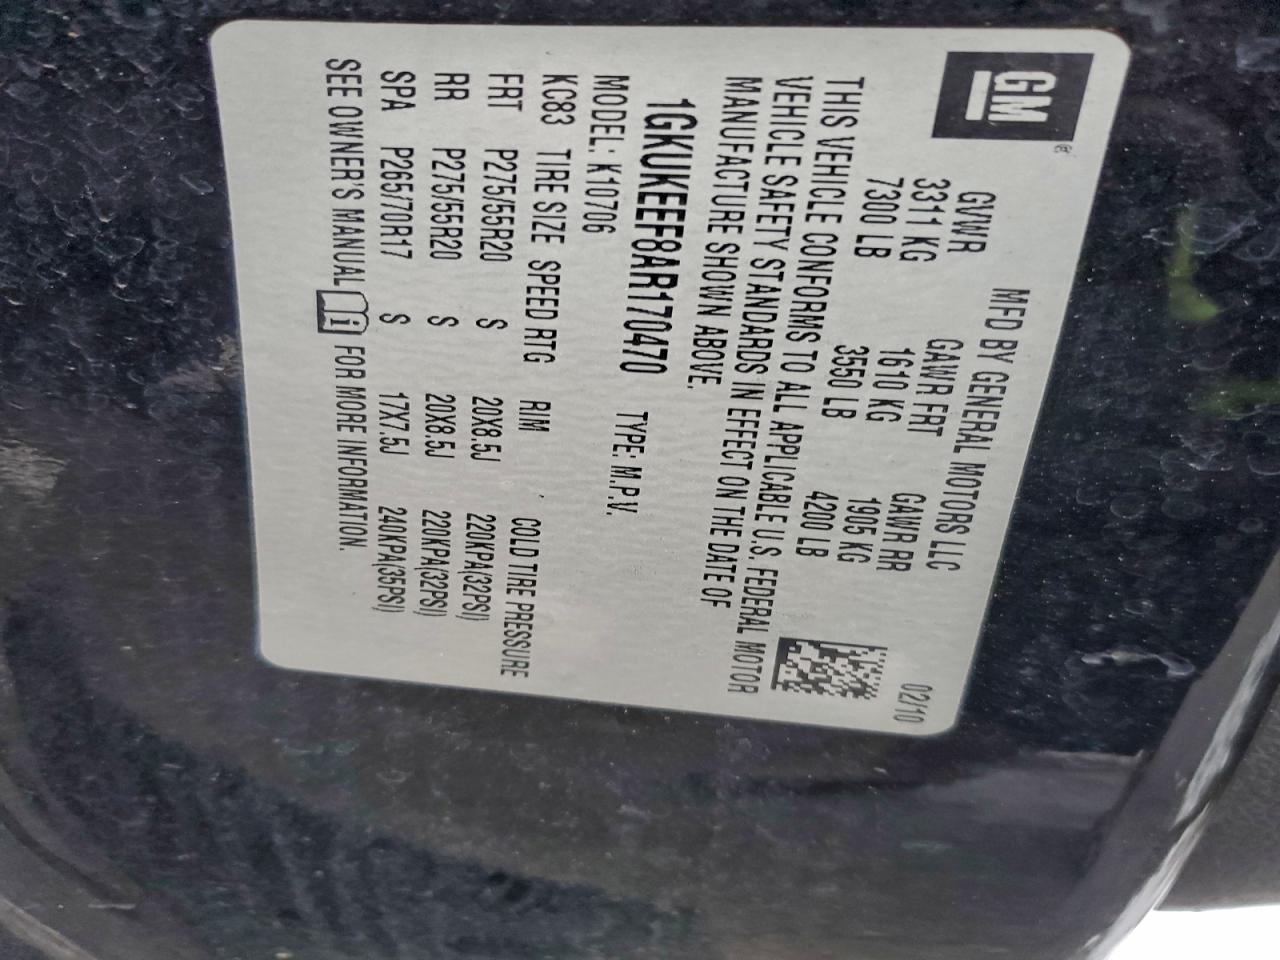 GM
MFD BY GENERAL MOTORS LLC 02/10
GVWR GAWR FRT GAWR RR
3311 KG 1610 KG 1905 KG
7300 LB 3550 LB 4200 LB
THIS VEHICLE CONFORMS TO ALL APPLICABLE U.S. FEDERAL MOTOR
VEHICLE SAFETY STANDARDS IN EFFECT ON THE DATE OF
MANUFACTURE SHOWN ABOVE.
1GKUKEEF8AR170470 TYPE: M.P.V.
MODEL: K10706
KC83 TIRE SIZE SPEED RTG RIM COLD TIRE PRESSURE
FRT P275/55R20 S 20X8.5J 220KPA(32PSI)
RR P275/55R20 S 20X8.5J 220KPA(32PSI)
SPA P265/70R17 S 17X7.5J 240KPA(35PSI)
SEE OWNER'S MANUAL i FOR MORE INFORMATION.